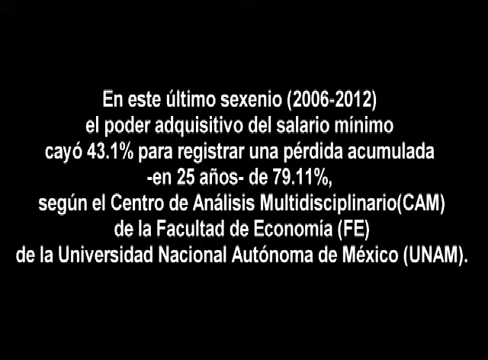 En este último sexenio (2006-2012)
el poder adquisitivo del salario mínimo
cayó 43.1% para registrar una pérdida acumulada
-en 25 años- de 79.11%,
según el Centro de Análisis Multidisciplinario(CAM)
de la Facultad de Economía (FE)
de la Universidad Nacional Autónoma de México (UNAM).